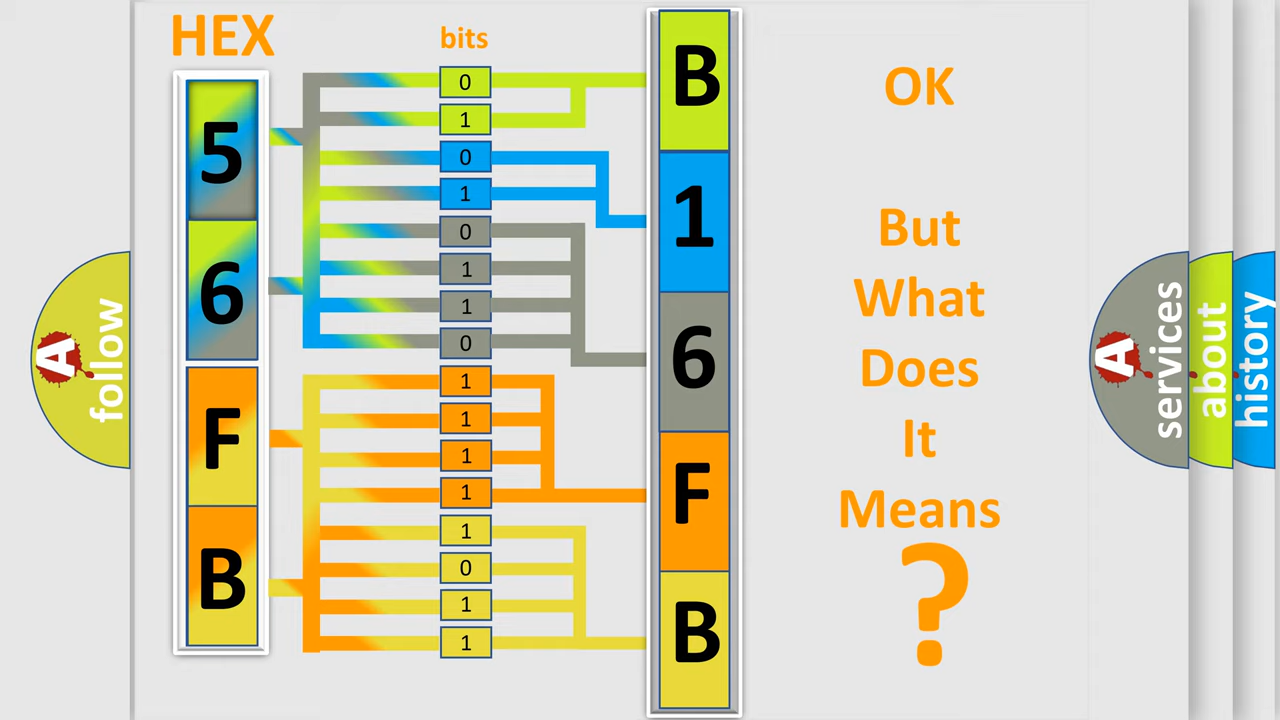 HEX
bits
5
6
F
B
0
1
0
1
0
1
1
0
1
1
1
1
1
0
1
1
B
1
6
F
B
OK
But
What
Does
It
Means
?
A
follow
A
services
about
history